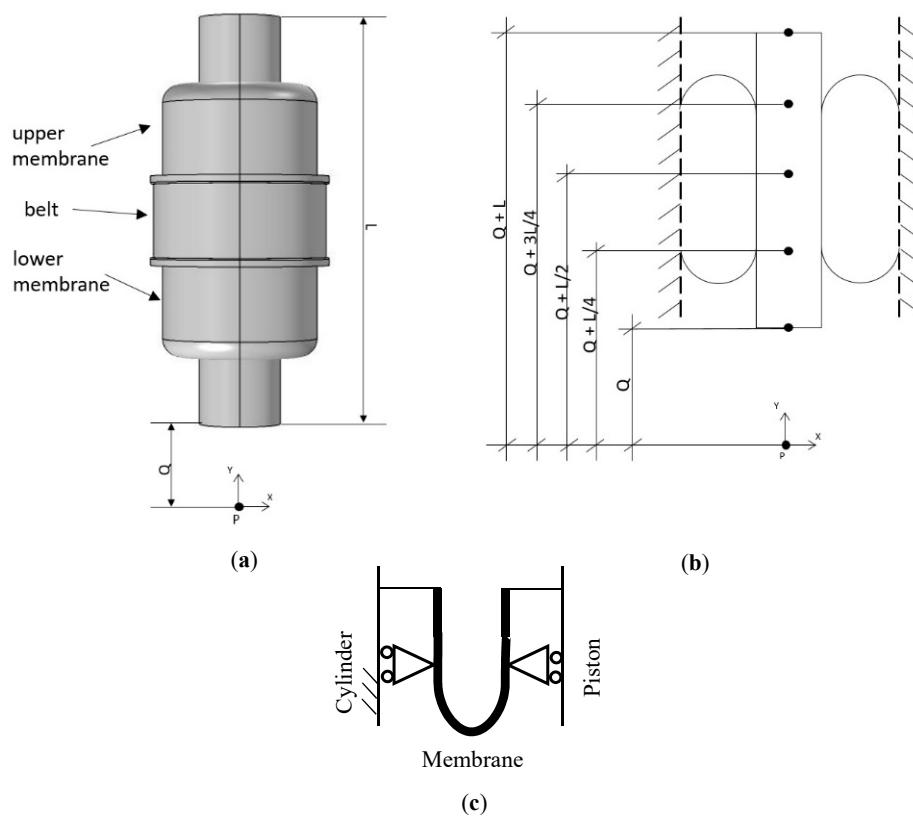 upper
membrane
belt
lower
membrane
L
Q
Y
X
P
(a)
Q + L
Q + 3L/4
Q + L/2
Q + L/4
Q
Y
X
P
(b)
Cylinder
Piston
Membrane
(c)